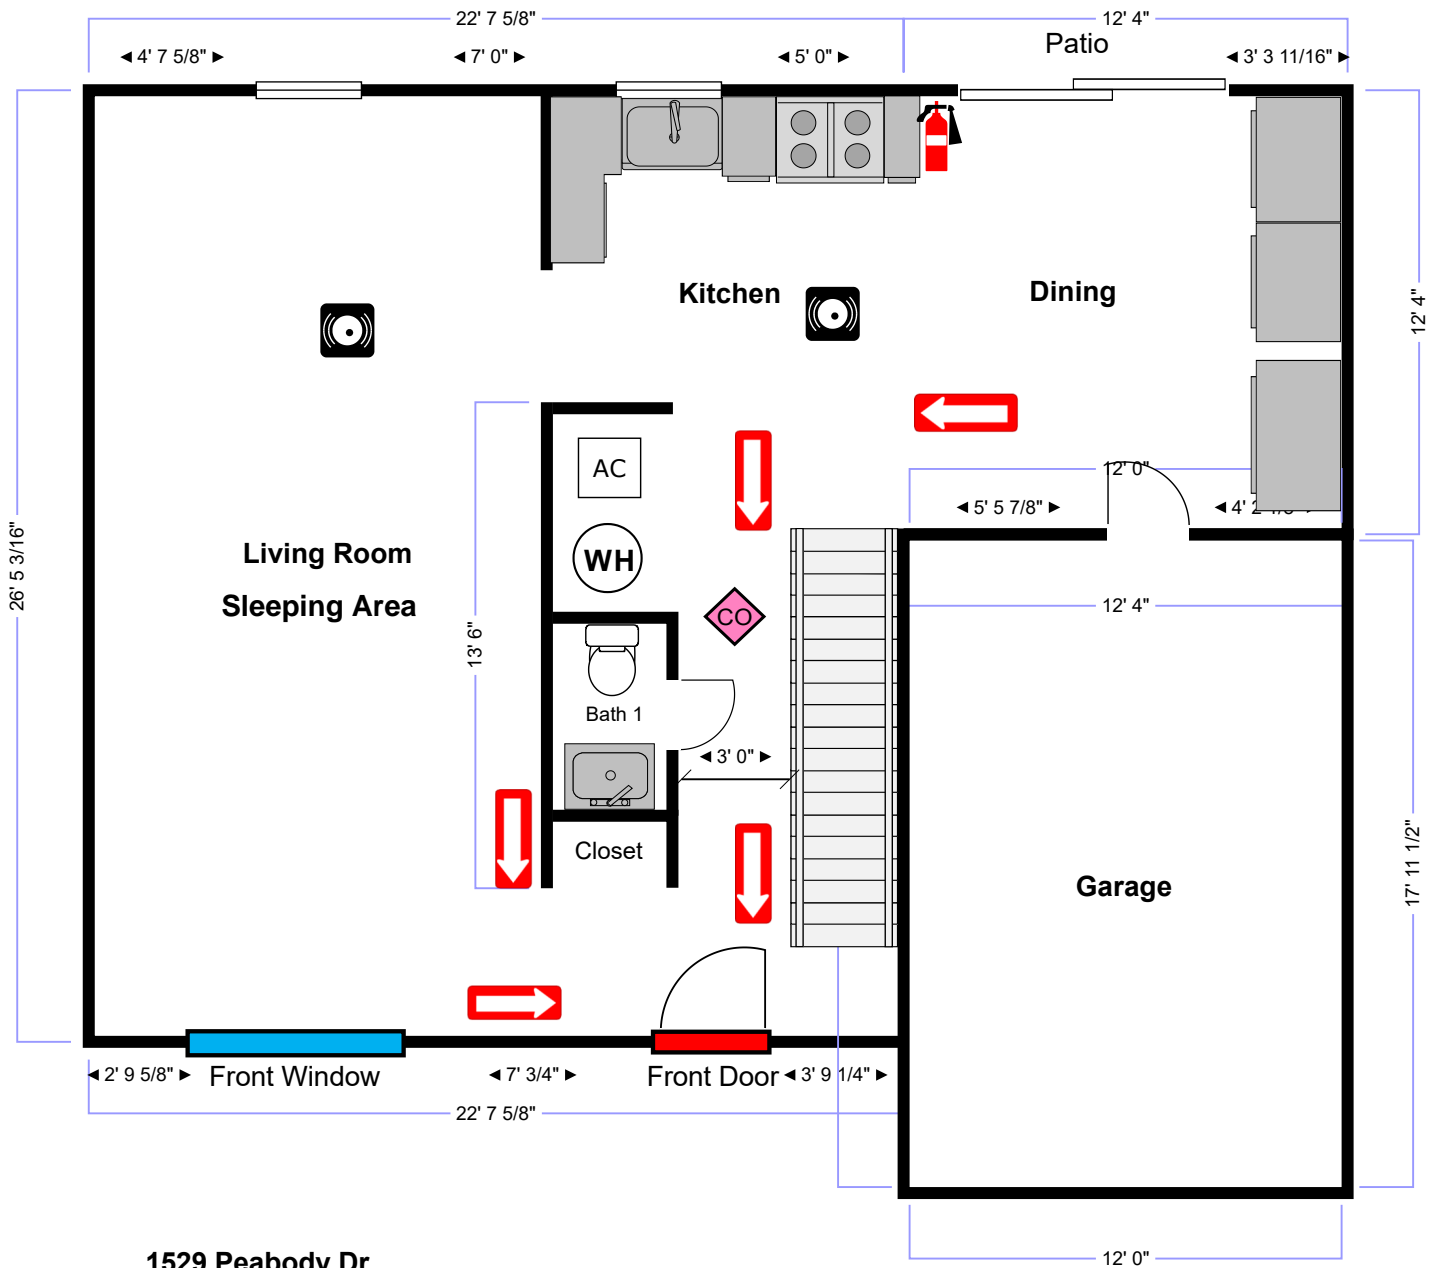 22' 7 5/8"
12' 4"
Patio
4' 7 5/8"
7' 0"
5' 0"
3' 3 11/16"
Kitchen
Dining
12' 4"
AC
12' 0"
5' 5 7/8"
WH
26' 5 3/16"
Living Room
Sleeping Area
13' 6"
CO
12' 4"
Bath 1
3' 0"
Closet
Garage
17' 11 1/2"
2' 9 5/8"
Front Window
7' 3/4"
Front Door
3' 9 1/4"
22' 7 5/8"
12' 0"
1529 Peabody Dr